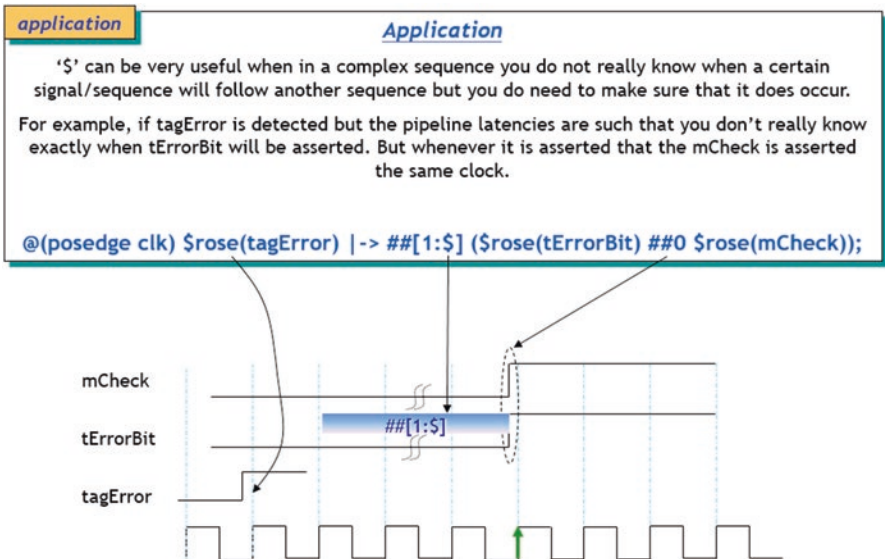 application
Application
‘$’ can be very useful when in a complex sequence you do not really know when a certain
signal/sequence will follow another sequence but you do need to make sure that it does occur.
For example, if tagError is detected but the pipeline latencies are such that you don’t really know
exactly when tErrorBit will be asserted. But whenever it is asserted that the mCheck is asserted
the same clock.
@(posedge clk) $rose(tagError) |-> ##[1:$] ($rose(tErrorBit) ##0 $rose(mCheck));
mCheck
##[1:$]
tErrorBit
tagError